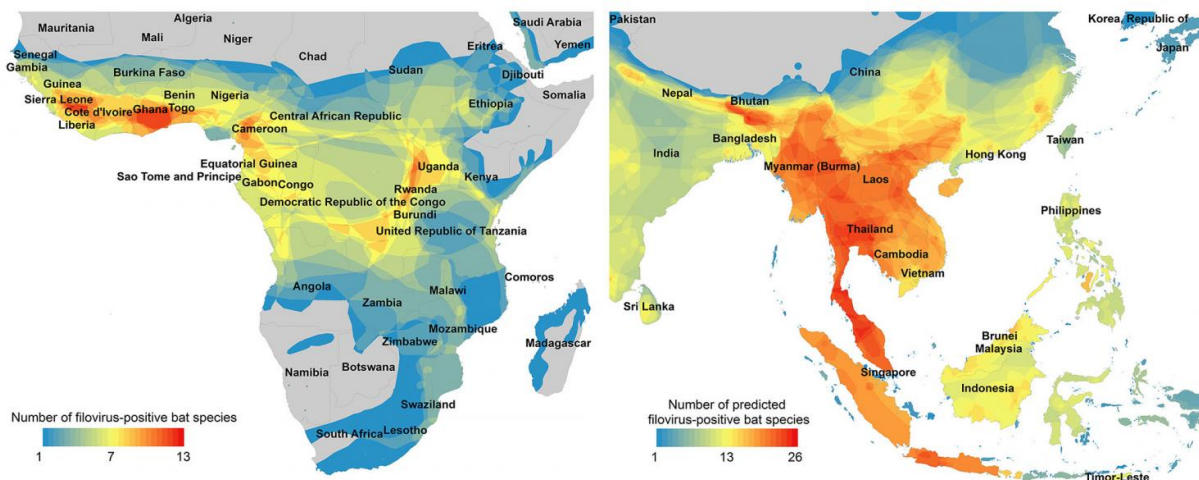 Mauritania
Algeria
Mali
Niger
Chad
Saudi Arabia
Eritrea
Yemen
Senegal
Gambia
Burkina Faso
Sudan
Djibouti
Guinea
Benin
Nigeria
Ethiopia
Somalia
Sierra Leone
Cote d'Ivoire
Ghana
Togo
Liberia
Central African Republic
Cameroon
Equatorial Guinea
Sao Tome and Principe
Gabon
Congo
Uganda
Kenya
Rwanda
Democratic Republic of the Congo
Burundi
United Republic of Tanzania
Comoros
Angola
Zambia
Malawi
Mozambique
Zimbabwe
Madagascar
Namibia
Botswana
Swaziland
South Africa
Lesotho
Number of filovirus-positive bat species
1 7 13
Pakistan
Korea, Republic of
Japan
China
Nepal
Bhutan
Bangladesh
India
Taiwan
Hong Kong
Myanmar (Burma)
Laos
Philippines
Thailand
Cambodia
Vietnam
Sri Lanka
Brunei
Malaysia
Singapore
Indonesia
Timor-Leste
Number of predicted
filovirus-positive bat species
1 13 26